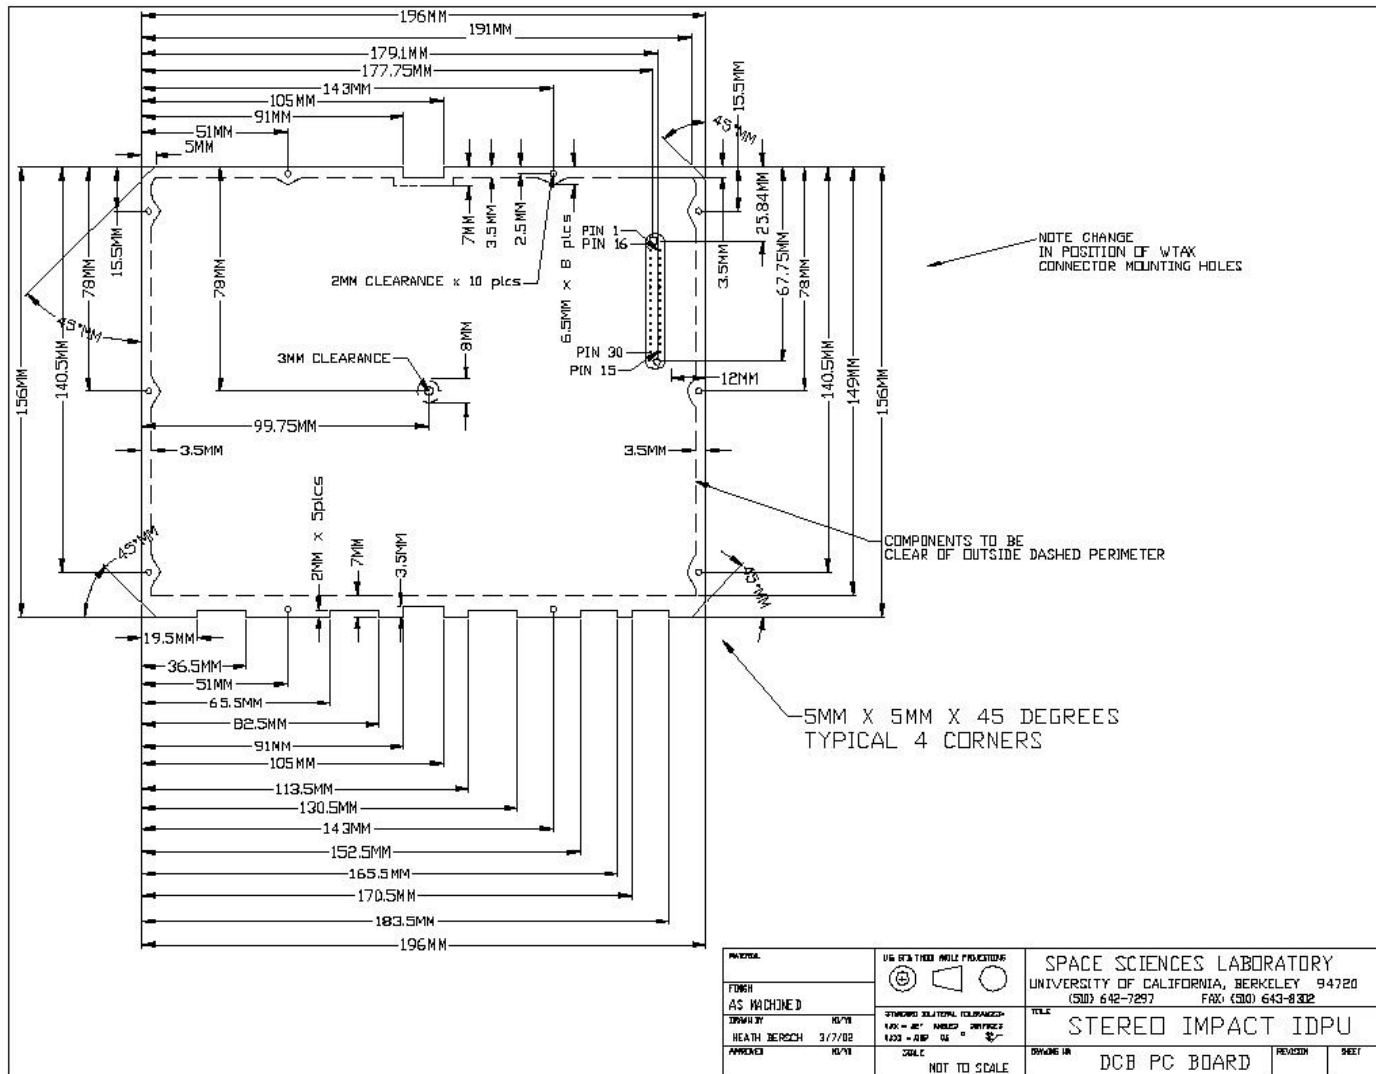 196MM
191MM
179.1MM
177.75MM
143MM
105MM
91MM
51MM
5MM
15.5MM
45°MM
15.5MM
78MM
140.5MM
156MM
45°MM
78MM
7MM
3.5MM
2.5MM
6.5MM X 8 plcs
2MM CLEARANCE x 10 plcs
PIN 1
PIN 16
PIN 30
PIN 15
3.5MM
25.84MM
67.75MM
78MM
140.5MM
149MM
156MM
12MM
NOTE CHANGE
IN POSITION OF WTAX
CONNECTOR MOUNTING HOLES
3MM CLEARANCE
8MM
99.75MM
3.5MM
3.5MM
45°MM
2MM x 5plcs
7MM
3.5MM
COMPONENTS TO BE
CLEAR OF OUTSIDE DASHED PERIMETER
45°MM
19.5MM
36.5MM
51MM
65.5MM
82.5MM
91MM
105MM
113.5MM
130.5MM
143MM
152.5MM
165.5MM
170.5MM
183.5MM
196MM
5MM X 5MM X 45 DEGREES
TYPICAL 4 CORNERS
MATERIAL
FINISH
AS MACHINED
DRAWN BY
HEATH BERSCH 3/7/02
APPROVED
SCALE
NOT TO SCALE
SPACE SCIENCES LABORATORY
UNIVERSITY OF CALIFORNIA, BERKELEY 94720
(510) 642-7297 FAX: (510) 643-8302
TITLE
STEREO IMPACT IDPU
DRAWING NO
DCB PC BOARD
REVISION
SHEET